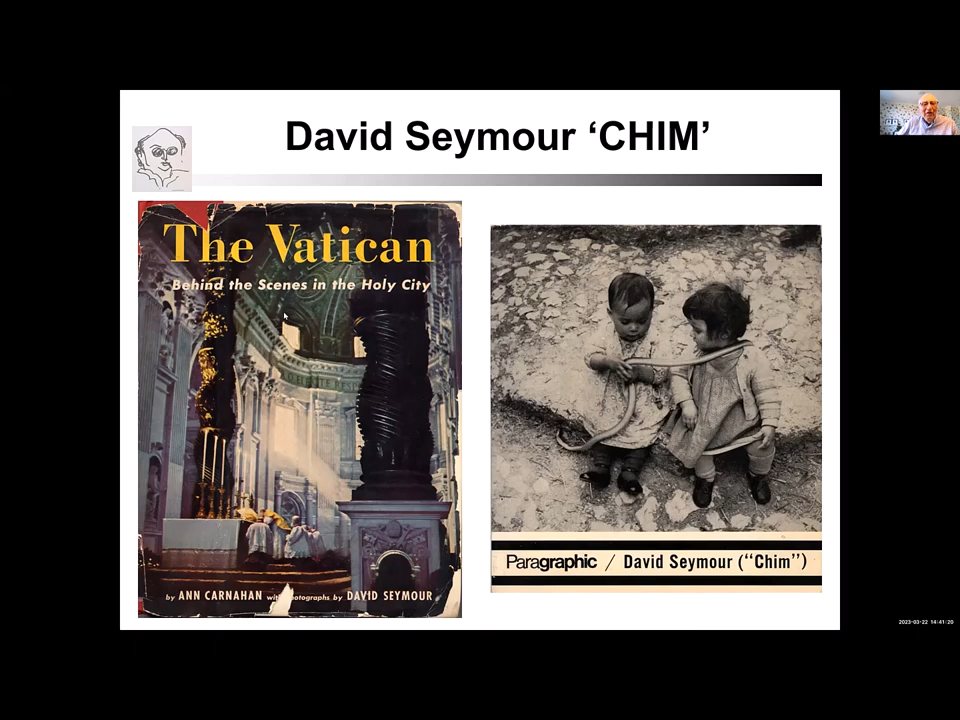 David Seymour ‘CHIM’
The Vatican
Behind the Scenes in the Holy City
by ANN CARNAHAN with photographs by DAVID SEYMOUR
Paragraphic / David Seymour (“Chim”)
2023-03-22 14:41:20